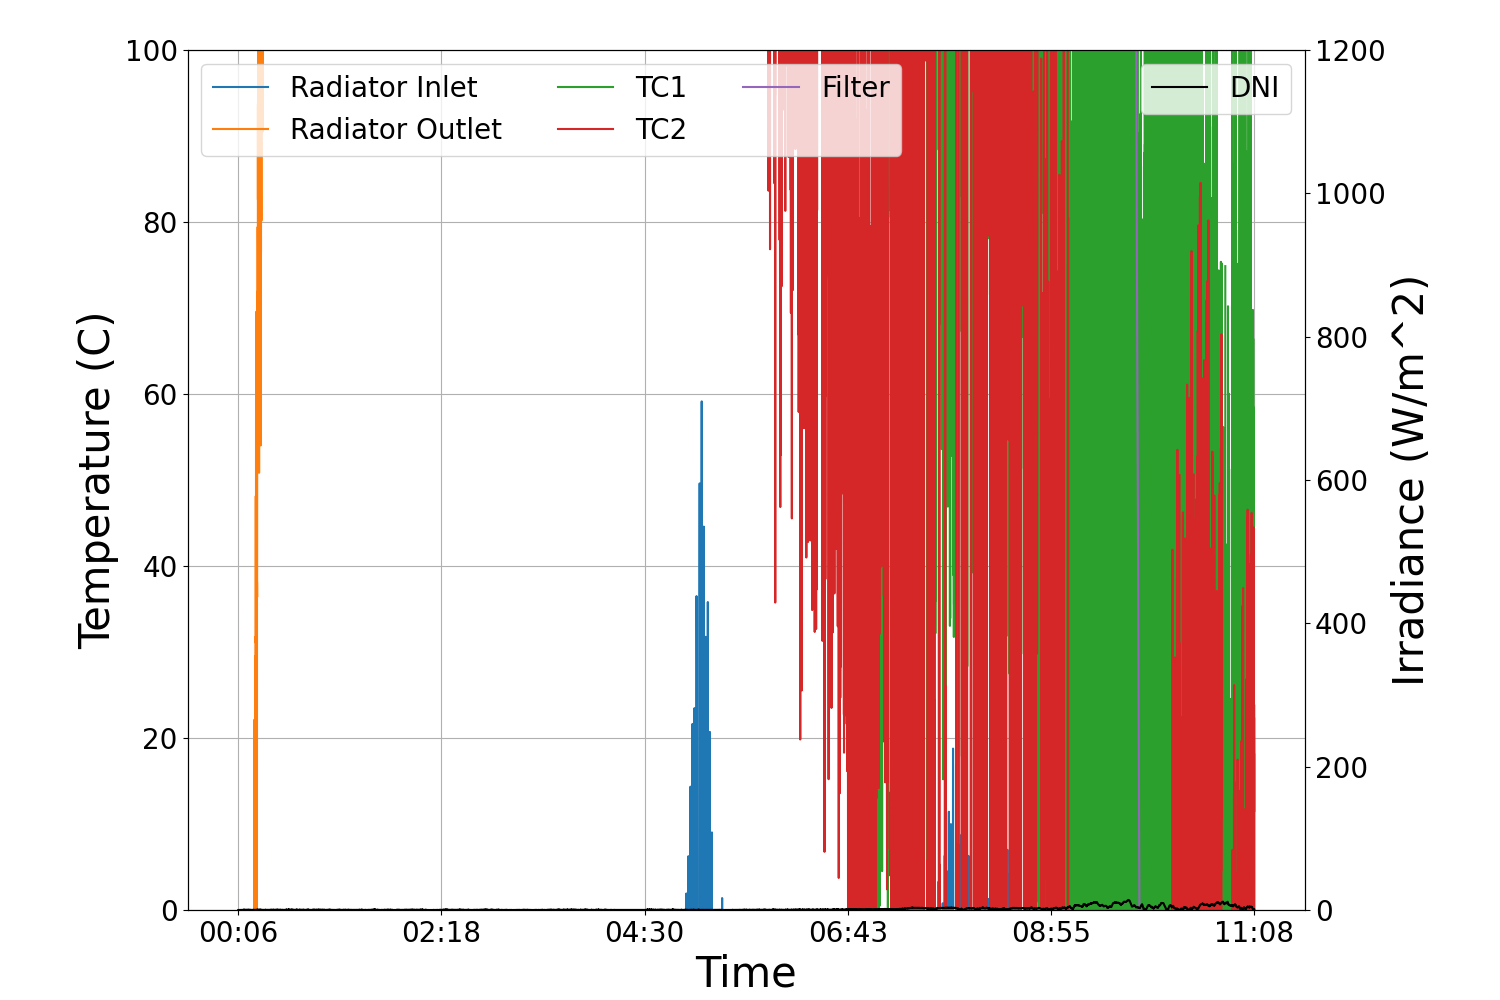 100
80
60
40
20
0
Temperature (C)
Radiator Inlet
Radiator Outlet
TC1
TC2
Filter
DNI
1200
1000
800
600
400
200
0
Irradiance (W/m^2)
00:06
02:18
04:30
06:43
08:55
11:08
Time